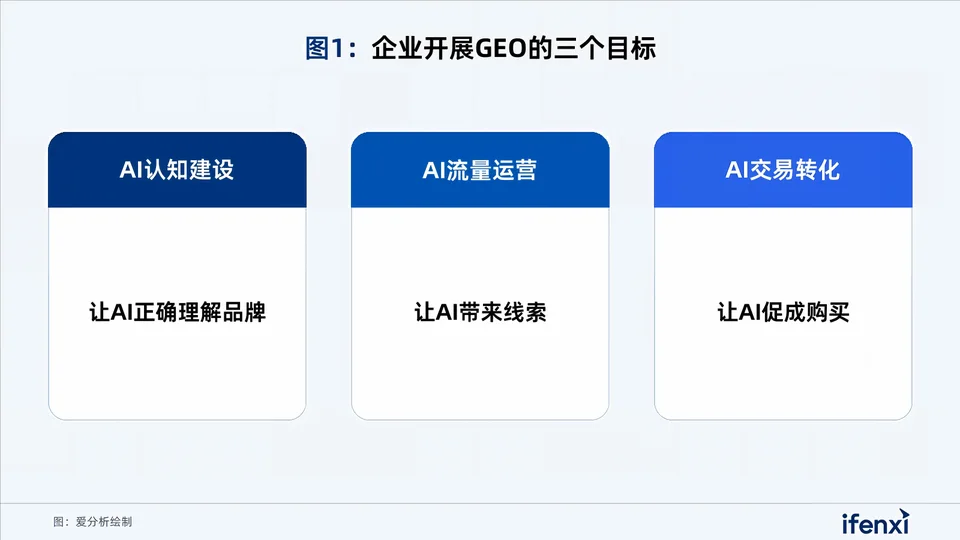 图1：企业开展GEO的三个目标
AI认知建设
让AI正确理解品牌
AI流量运营
让AI带来线索
AI交易转化
让AI促成购买
图：爱分析绘制
ifenxi